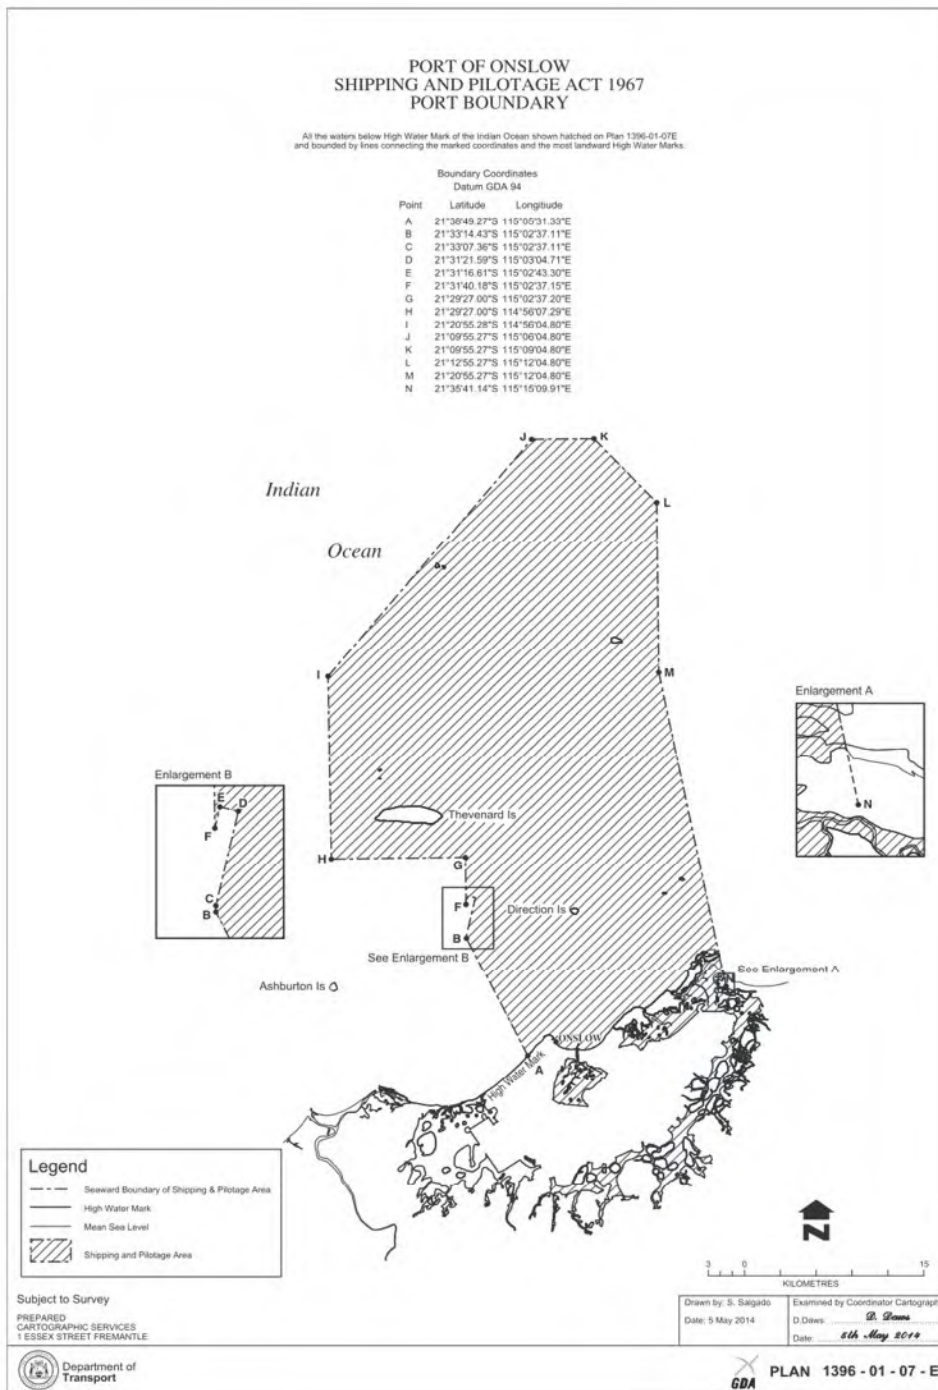 PORT OF ONSLOW
SHIPPING AND PILOTAGE ACT 1967
PORT BOUNDARY
All the waters below High Water Mark of the Indian Ocean shown hatched on Plan 1396-01-07E
and bounded by lines connecting the marked coordinates and the most landward High Water Marks.
Boundary Coordinates
Datum GDA 94
Point Latitude Longitiude
A 21°38'49.27"S 115°05'31.33"E
B 21°33'14.43"S 115°02'37.11"E
C 21°33'07.36"S 115°02'37.11"E
D 21°31'21.59"S 115°03'04.71"E
E 21°31'16.61"S 115°02'43.30"E
F 21°31'40.18"S 115°02'37.15"E
G 21°29'27.00"S 115°02'37.20"E
H 21°29'27.00"S 114°56'07.29"E
I 21°20'55.28"S 114°56'04.80"E
J 21°09'55.27"S 115°06'04.80"E
K 21°09'55.27"S 115°09'04.80"E
L 21°12'55.27"S 115°12'04.80"E
M 21°20'55.27"S 115°12'04.80"E
N 21°35'41.14"S 115°15'09.91"E
J K
Indian
L
Ocean
I
M
Enlargement A
N
Enlargement B
E D
F
C
B
Thevenard Is
H
G
F
Direction Is
B
See Enlargement B
See Enlargement A
N
Ashburton Is
ONSLOW
A
High Water Mark
Legend
Seaward Boundary of Shipping & Pilotage Area
High Water Mark
Mean Sea Level
Shipping and Pilotage Area
N
3 0 15
KILOMETRES
Subject to Survey
PREPARED
CARTOGRAPHIC SERVICES
1 ESSEX STREET FREMANTLE
Drawn by: S. Salgado
Date: 5 May 2014
Examined by Coordinator Cartograph
D.Daws: D. Daws
Date: 5th May 2014
Department of
Transport
GDA
PLAN 1396 - 01 - 07 - E